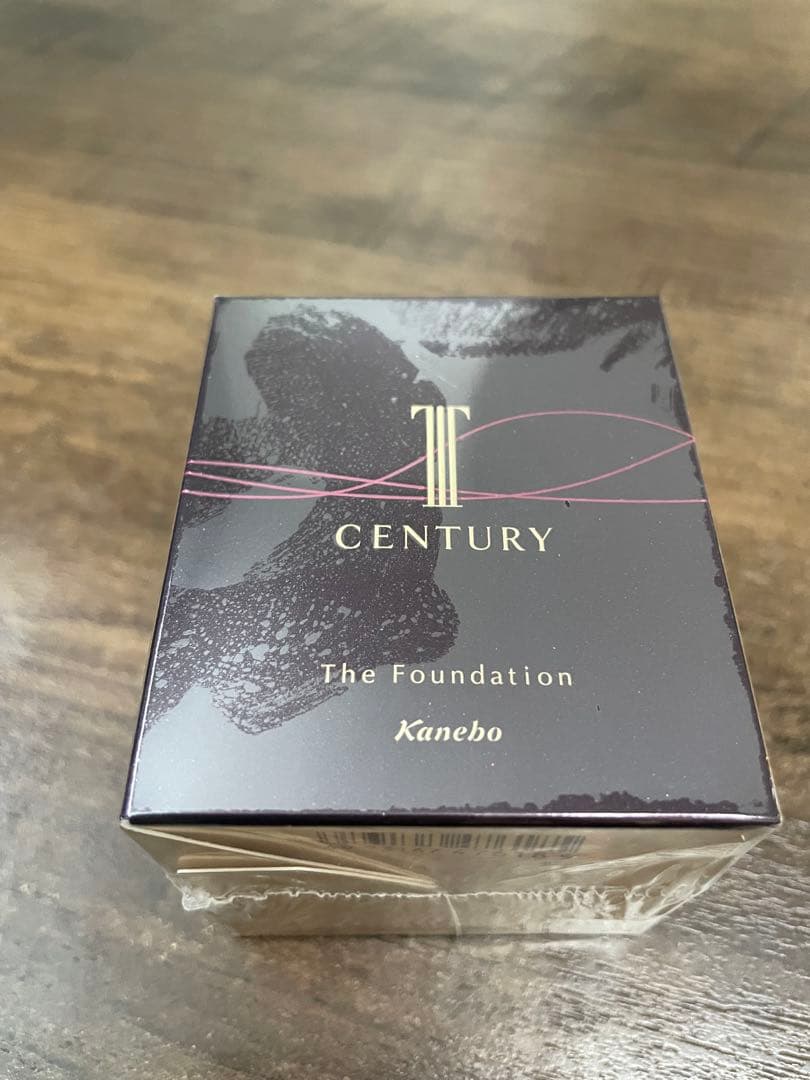 T
CENTURY
The Foundation
Kanebo